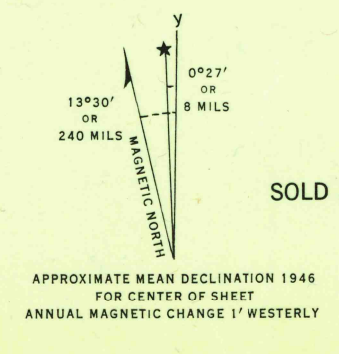 y
0°27'
OR
8 MILS
13°30'
OR
240 MILS
MAGNETIC NORTH
SOLD
APPROXIMATE MEAN DECLINATION 1946
FOR CENTER OF SHEET
ANNUAL MAGNETIC CHANGE 1' WESTERLY